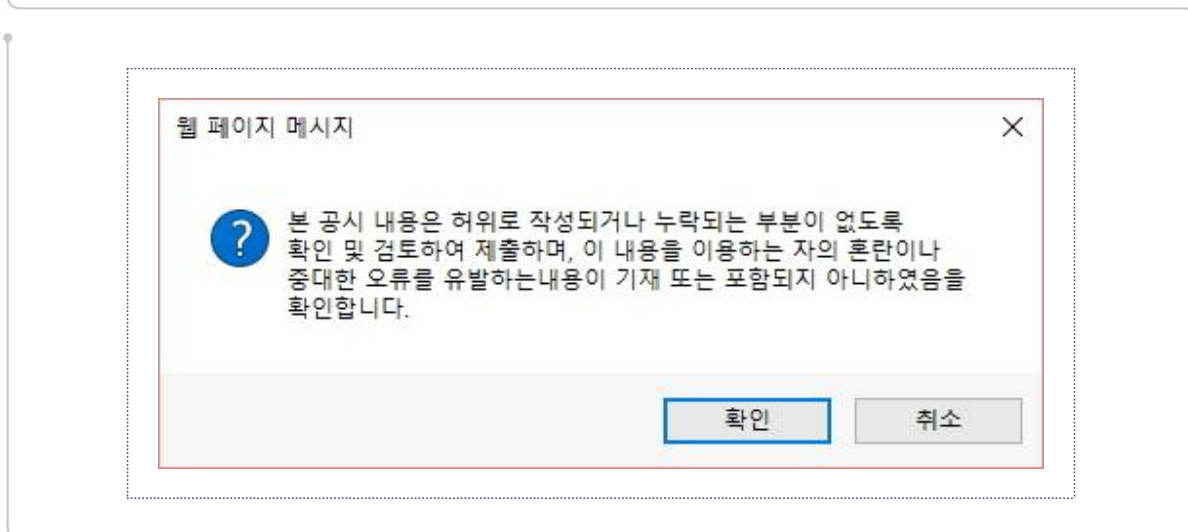 웹 페이지 메시지
본 공시 내용은 허위로 작성되거나 누락되는 부분이 없도록
확인 및 검토하여 제출하며, 이 내용을 이용하는 자의 혼란이나
중대한 오류를 유발하는내용이 기재 또는 포함되지 아니하였음을
확인합니다.
확인 취소